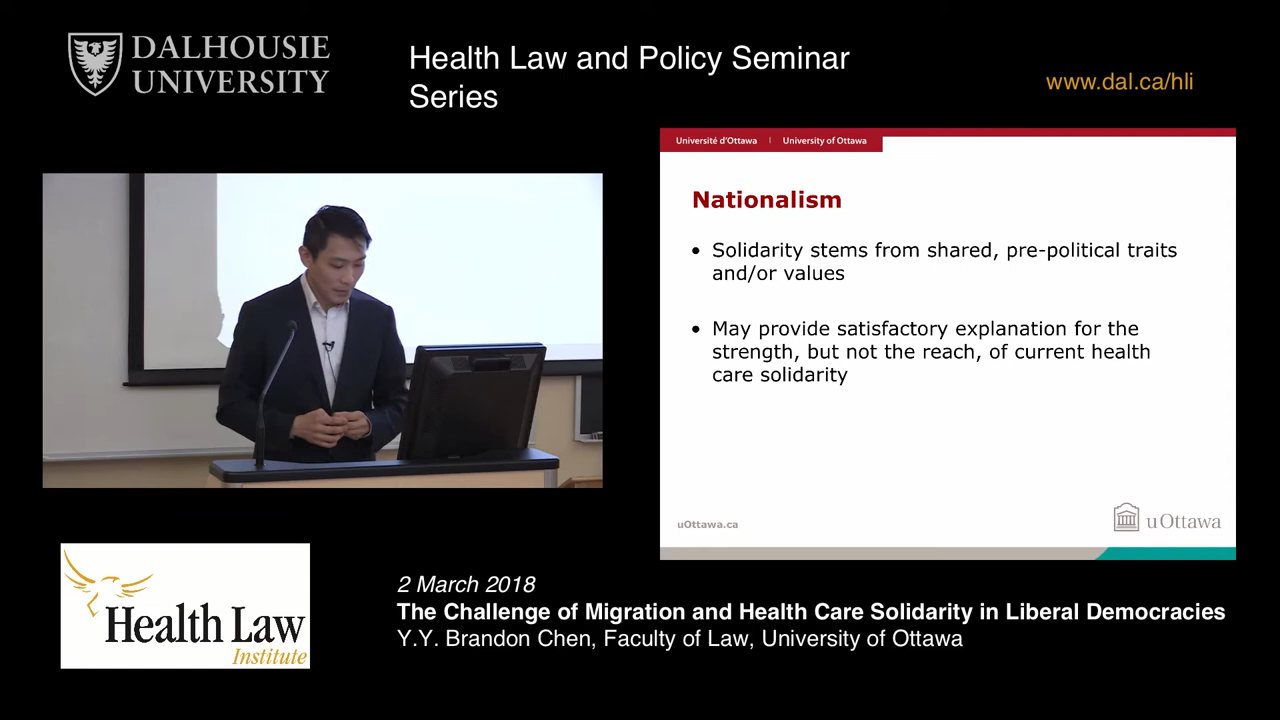 DALHOUSIE
UNIVERSITY
Health Law and Policy Seminar
Series
www.dal.ca/hli
Université d'Ottawa | University of Ottawa
Nationalism
• Solidarity stems from shared, pre-political traits
and/or values
• May provide satisfactory explanation for the
strength, but not the reach, of current health
care solidarity
uOttawa.ca
uOttawa
Health Law
Institute
2 March 2018
The Challenge of Migration and Health Care Solidarity in Liberal Democracies
Y.Y. Brandon Chen, Faculty of Law, University of Ottawa